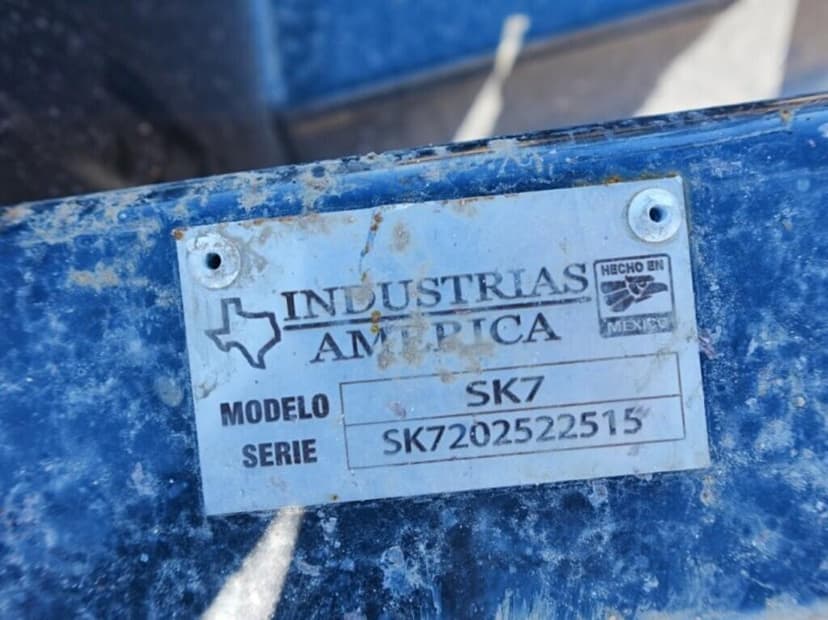 INDUSTRIAS
AMERICA
HECHO EN
MEXICO
MODELO SK7
SERIE SK7202522515